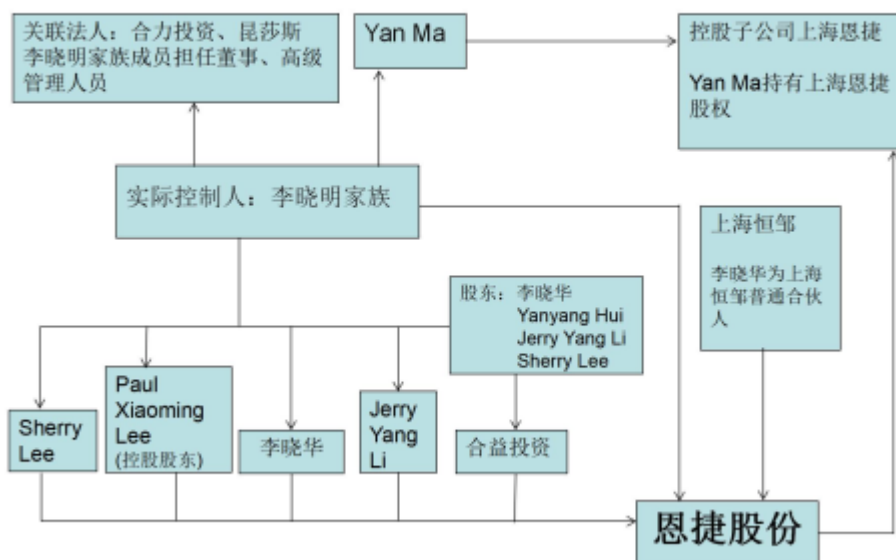 关联法人：合力投资、昆莎斯
李晓明家族成员担任董事、高级
管理人员
Yan Ma
控股子公司上海恩捷
Yan Ma持有上海恩捷
股权
实际控制人：李晓明家族
上海恒邹
李晓华为上海
恒邹普通合伙
人
股东：李晓华
Yanyang Hui
Jerry Yang Li
Sherry Lee
Sherry
Lee
Paul
Xiaoming
Lee
(控股股东)
李晓华
Jerry
Yang
Li
合益投资
恩捷股份